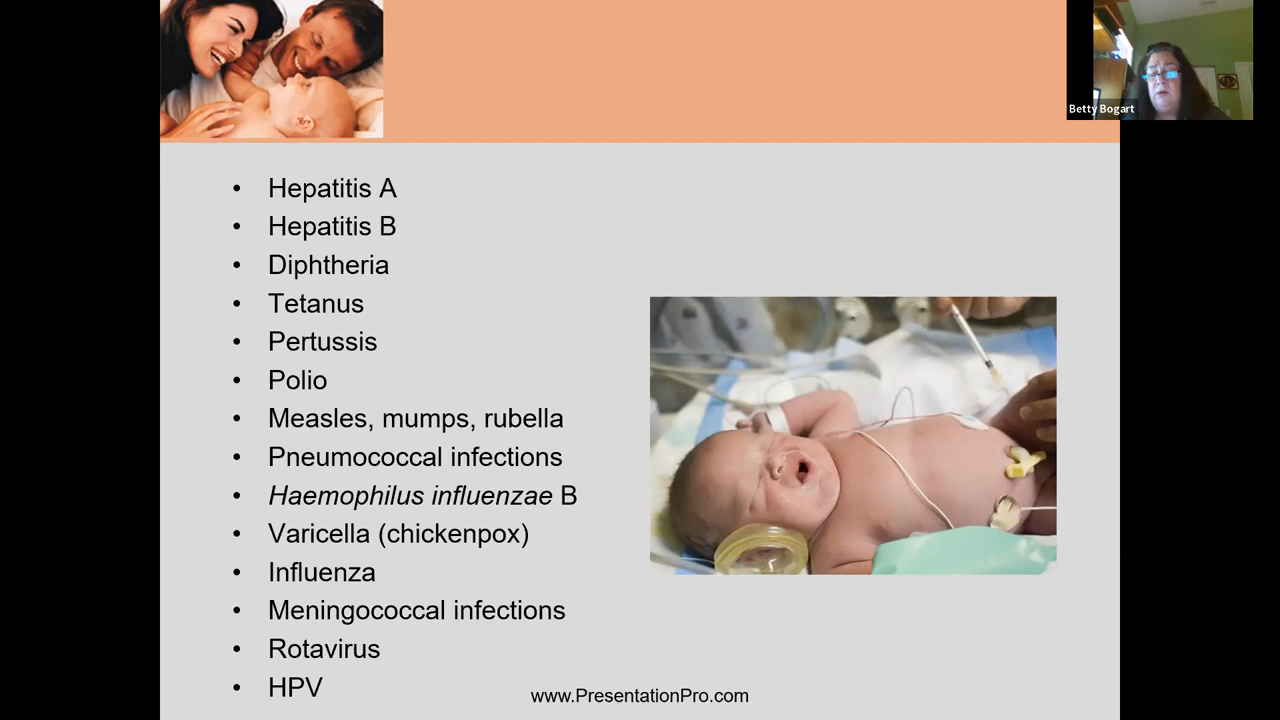 Betty Bogart
• Hepatitis A
• Hepatitis B
• Diphtheria
• Tetanus
• Pertussis
• Polio
• Measles, mumps, rubella
• Pneumococcal infections
• Haemophilus influenzae B
• Varicella (chickenpox)
• Influenza
• Meningococcal infections
• Rotavirus
• HPV
www.PresentationPro.com